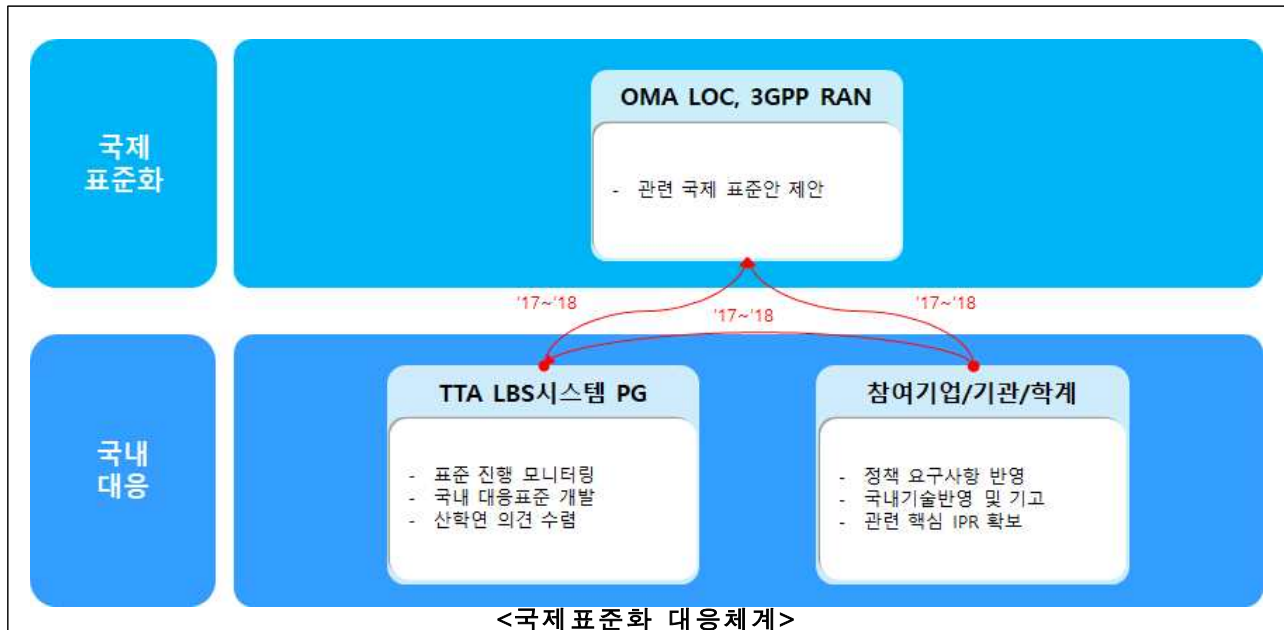 국제
표준화
OMA LOC, 3GPP RAN
- 관련 국제 표준안 제안
'17~'18
'17~'18
'17~'18
국내
대응
TTA LBS시스템 PG
- 표준 진행 모니터링
- 국내 대응표준 개발
- 산학연 의견 수렴
참여기업/기관/학계
- 정책 요구사항 반영
- 국내기술반영 및 기고
- 관련 핵심 IPR 확보
<국제표준화 대응체계>